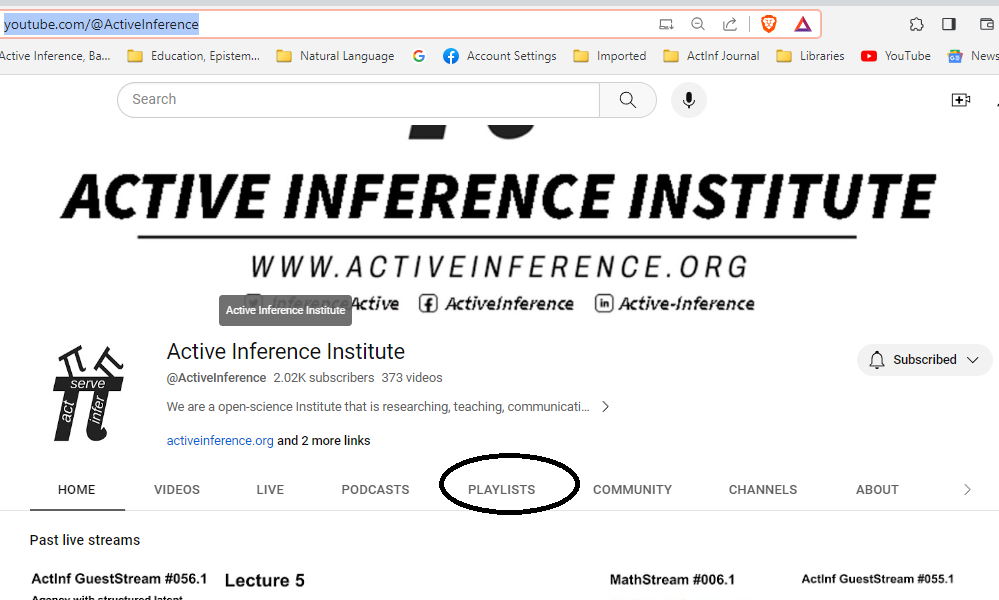 youtube.com/@ActiveInference
Active Inference, Ba... Education, Epistem... Natural Language Account Settings Imported ActInf Journal Libraries YouTube News
Search
ACTIVE INFERENCE INSTITUTE
WWW.ACTIVEINFERENCE.ORG
InferenceActive ActiveInference Active-Inference
Active Inference Institute
serve
act
infer
Active Inference Institute
@ActiveInference 2.02K subscribers 373 videos
Subscribed
We are a open-science Institute that is researching, teaching, communicati...
activeinference.org and 2 more links
HOME VIDEOS LIVE PODCASTS PLAYLISTS COMMUNITY CHANNELS ABOUT
Past live streams
ActInf GuestStream #056.1 Lecture 5 MathStream #006.1 ActInf GuestStream #055.1
Agency with structured latent